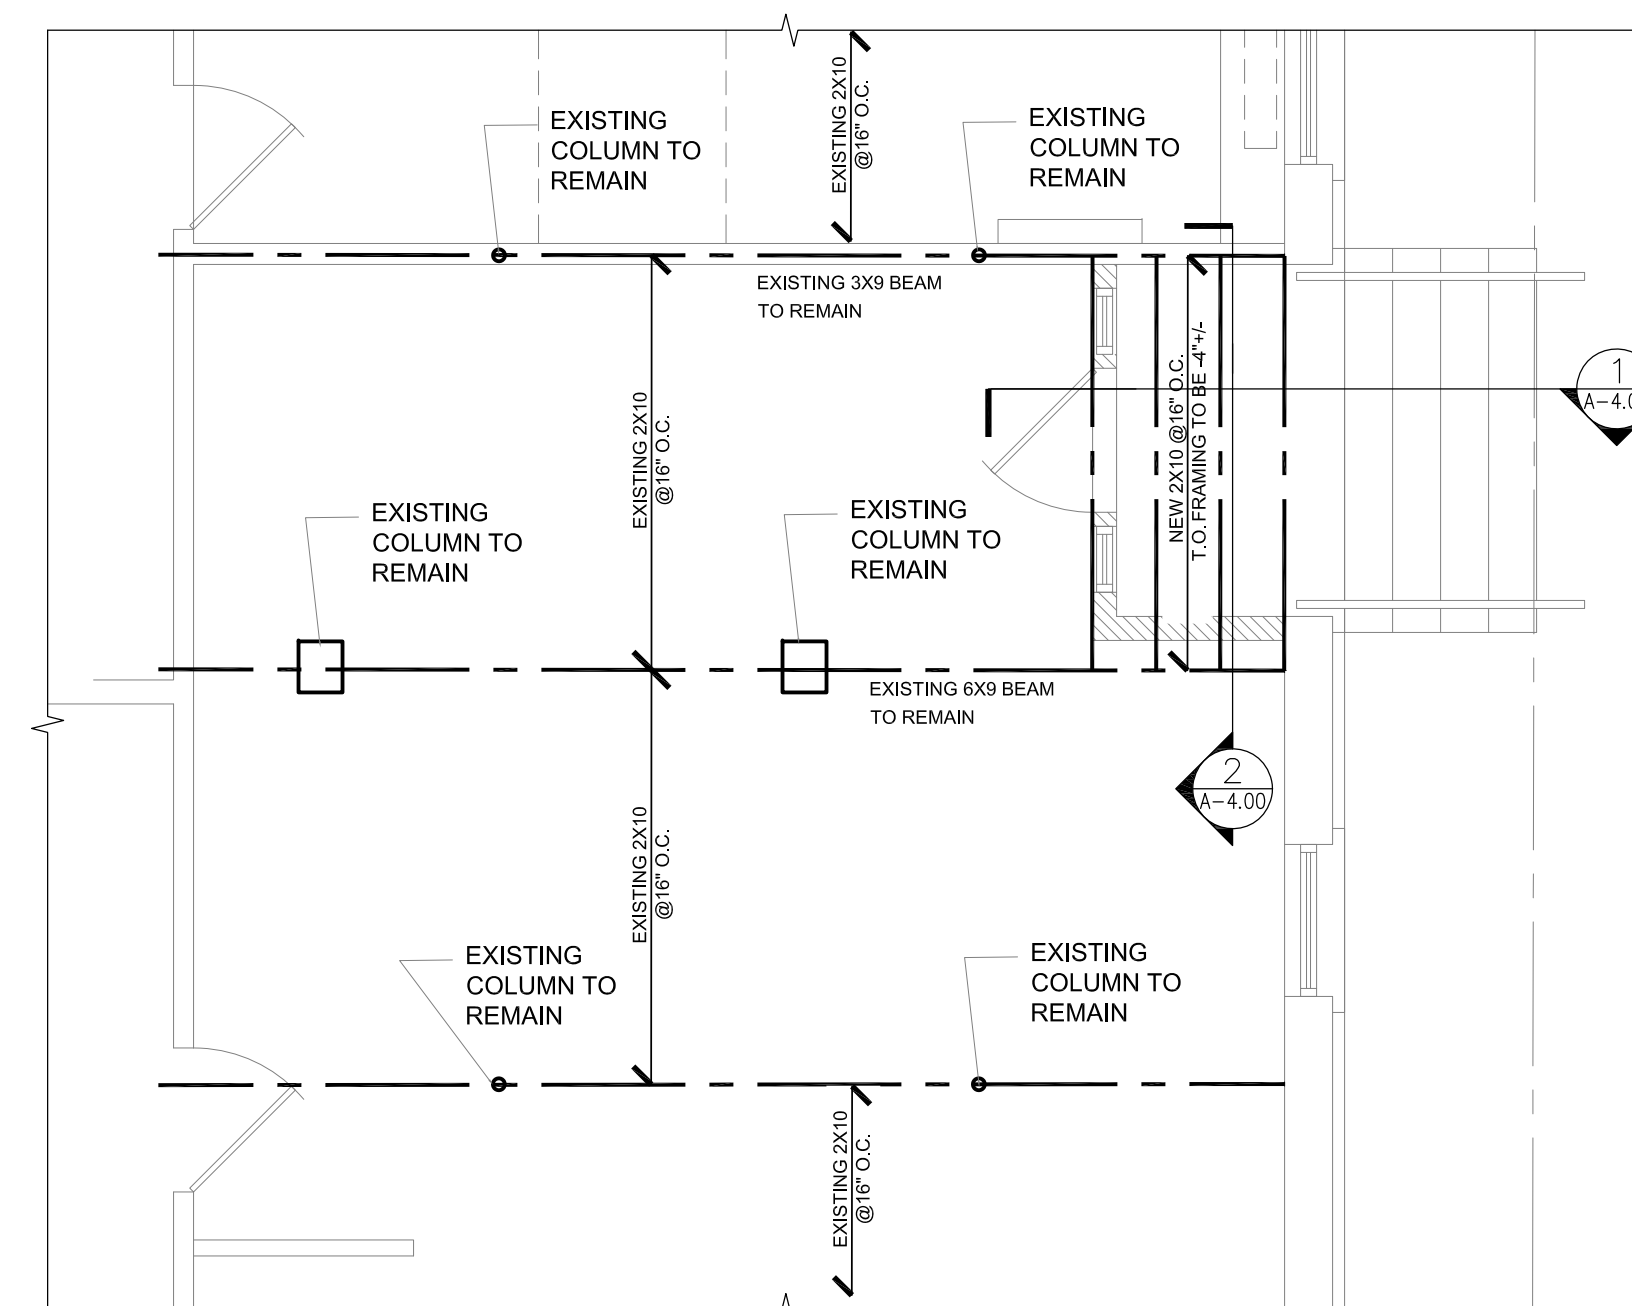 EXISTING 2X10
@16" O.C.
EXISTING
COLUMN TO
REMAIN
EXISTING
COLUMN TO
REMAIN
EXISTING 3X9 BEAM
TO REMAIN
EXISTING 2X10
@16" O.C.
NEW 2X10 @16" O.C.
T.O.FRAMING TO BE -4"+/-
1
EXISTING
COLUMN TO
REMAIN
EXISTING
COLUMN TO
REMAIN
EXISTING 6X9 BEAM
TO REMAIN
2
A-4.00
EXISTING 2X10
@16" O.C.
EXISTING
COLUMN TO
REMAIN
EXISTING
COLUMN TO
REMAIN
EXISTING 2X10
@16" O.C.